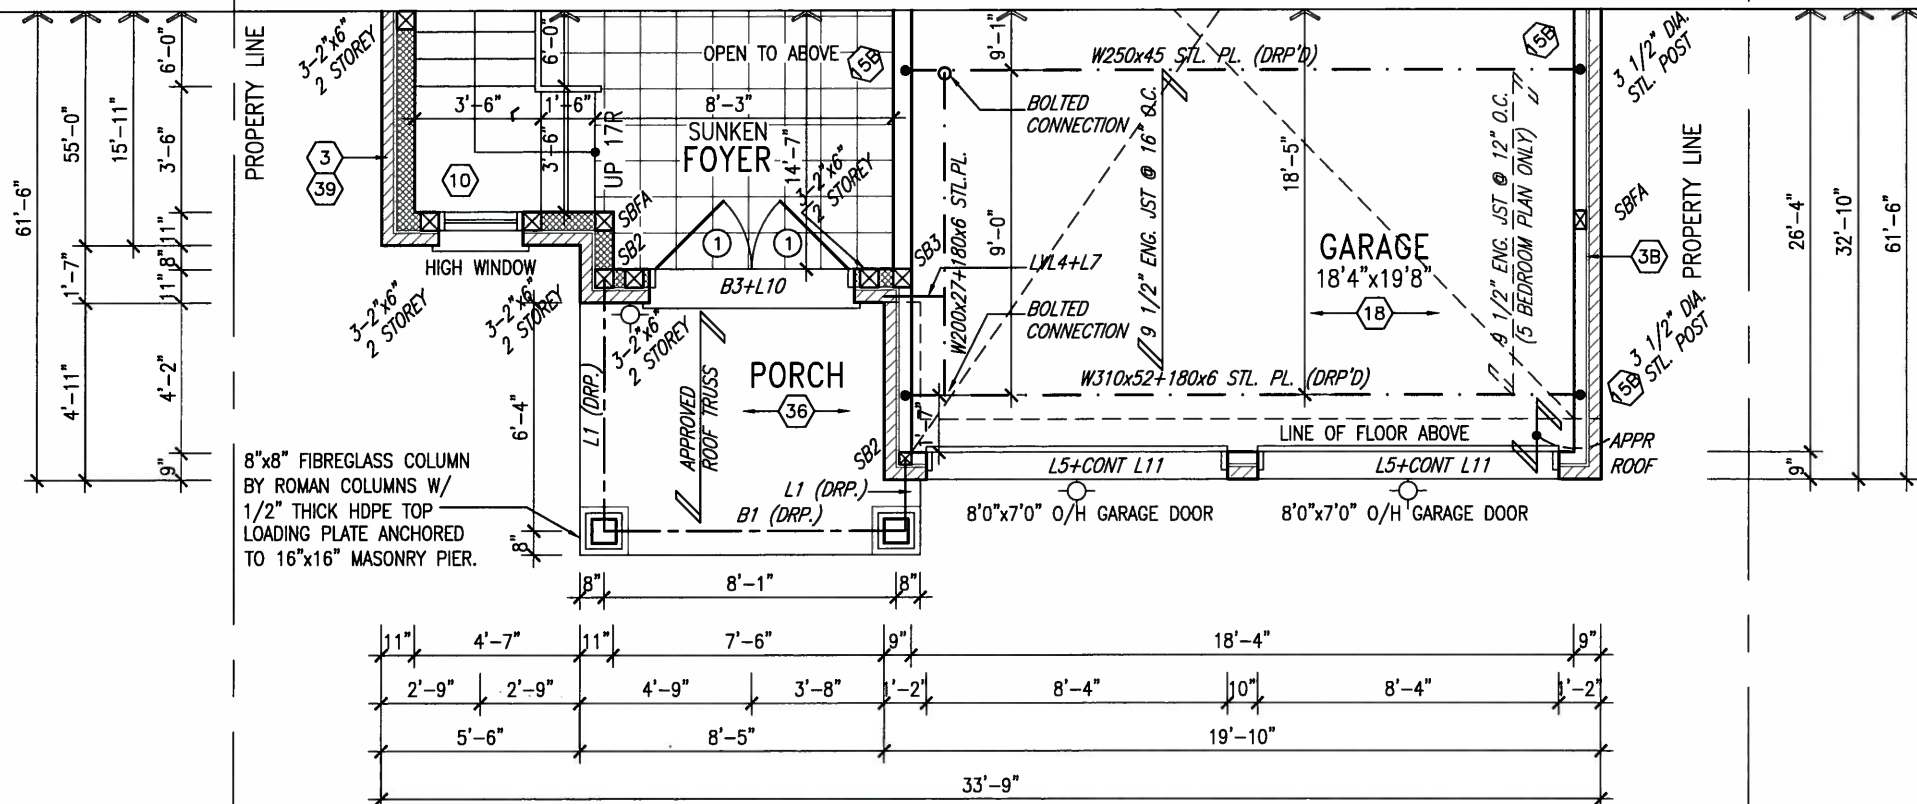 61'-6"
55'-0"
15'-11"
6'-0"
3'-6"
11"
8"
11"
1'-7"
4'-11"
4'-2"
9"
PROPERTY LINE
3-2"x6"
2 STOREY
3
39
10
3'-6"
1'-6"
8'-3"
6'-0"
3'-6"
UP 17R
OPEN TO ABOVE
15B
SUNKEN
FOYER
14'-7"
3-2"x6"
2 STOREY
SBFA
SB2
1
1
HIGH WINDOW
B3+L10
SB3
3-2"x6"
2 STOREY
3-2"x6"
2 STOREY
3-2"x6"
2 STOREY
W250x45 STL. PL. (DRP'D)
9'-1"
BOLTED
CONNECTION
W200x27+180x6 STL.PL.
9'-0"
LVL4+L7
BOLTED
CONNECTION
9 1/2" ENG. JST @ 16" O.C.
18'-5"
GARAGE
18'4"x19'8"
18
9 1/2" ENG. JST @ 12" O.C.
(5 BEDROOM PLAN ONLY)
15B
3 1/2" DIA.
STL. POST
SBFA
3B
PROPERTY LINE
3 1/2" DIA.
STL. POST
15B
W310x52+180x6 STL. PL. (DRP'D)
LINE OF FLOOR ABOVE
APPR
ROOF
L5+CONT L11
L5+CONT L11
8'0"x7'0" O/H GARAGE DOOR
8'0"x7'0" O/H GARAGE DOOR
26'-4"
32'-10"
61'-6"
9"
L1 (DRP.)
6'-4"
8"
APPROVED
ROOF TRUSS
PORCH
36
SB2
L1 (DRP.)
B1 (DRP.)
8"x8" FIBREGLASS COLUMN
BY ROMAN COLUMNS W/
1/2" THICK HDPE TOP
LOADING PLATE ANCHORED
TO 16"x16" MASONRY PIER.
8" 8'-1" 8"
11" 4'-7" 11" 7'-6" 9" 18'-4" 9"
2'-9" 2'-9" 4'-9" 3'-8" 1'-2" 8'-4" 10" 8'-4" 1'-2"
5'-6" 8'-5" 19'-10"
33'-9"